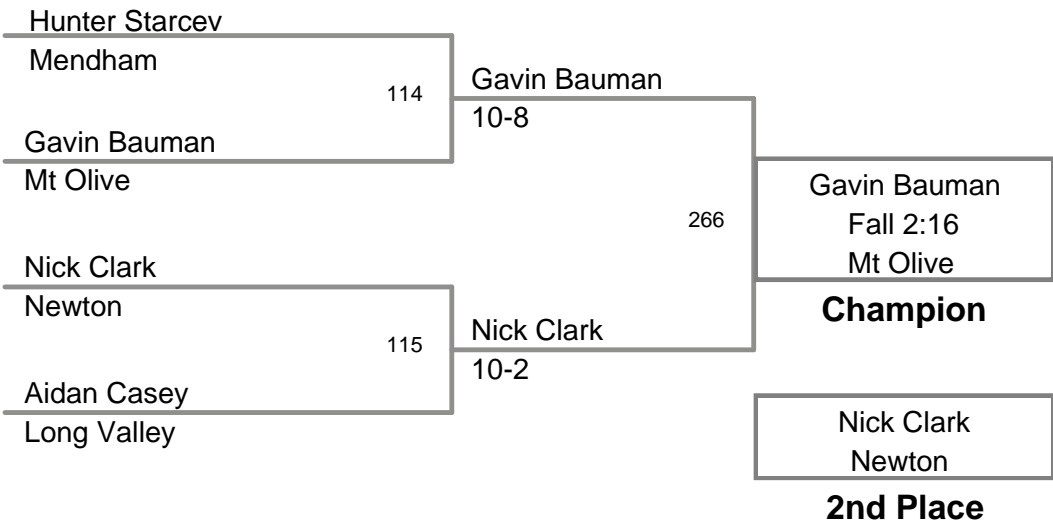 Hunter Starcev
Mendham
114
Gavin Bauman
Mt Olive
Gavin Bauman
10-8
Nick Clark
Newton
115
Aidan Casey
Long Valley
Nick Clark
10-2
266
Gavin Bauman
Fall 2:16
Mt Olive
Champion
Nick Clark
Newton
2nd Place